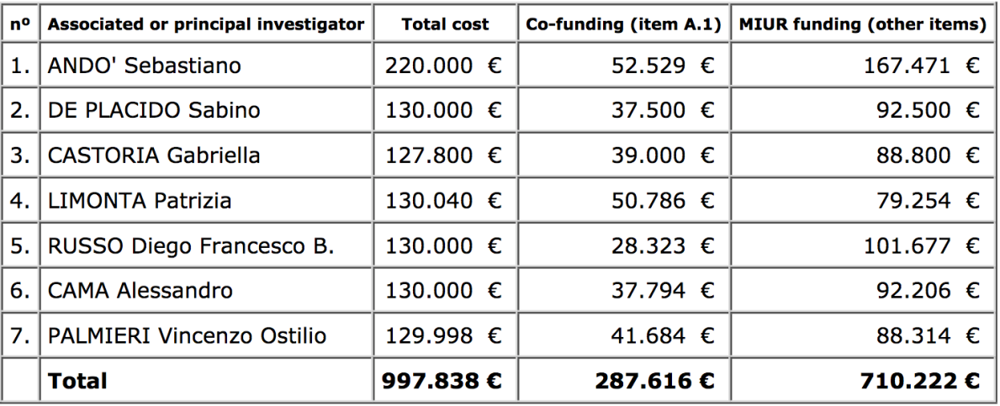 nº Associated or principal investigator Total cost Co-funding (item A.1) MIUR funding (other items)
1. ANDO' Sebastiano 220.000 € 52.529 € 167.471 €
2. DE PLACIDO Sabino 130.000 € 37.500 € 92.500 €
3. CASTORIA Gabriella 127.800 € 39.000 € 88.800 €
4. LIMONTA Patrizia 130.040 € 50.786 € 79.254 €
5. RUSSO Diego Francesco B. 130.000 € 28.323 € 101.677 €
6. CAMA Alessandro 130.000 € 37.794 € 92.206 €
7. PALMIERI Vincenzo Ostilio 129.998 € 41.684 € 88.314 €
Total 997.838 € 287.616 € 710.222 €